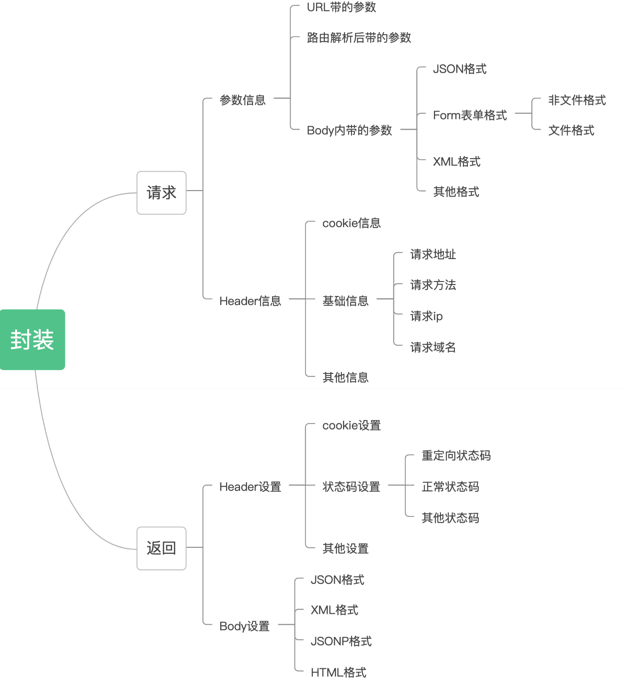 封装
请求
参数信息
URL带的参数
路由解析后带的参数
Body内带的参数
JSON格式
Form表单格式
非文件格式
文件格式
XML格式
其他格式
Header信息
cookie信息
基础信息
请求地址
请求方法
请求ip
请求域名
其他信息
返回
Header设置
cookie设置
状态码设置
重定向状态码
正常状态码
其他状态码
其他设置
Body设置
JSON格式
XML格式
JSONP格式
HTML格式